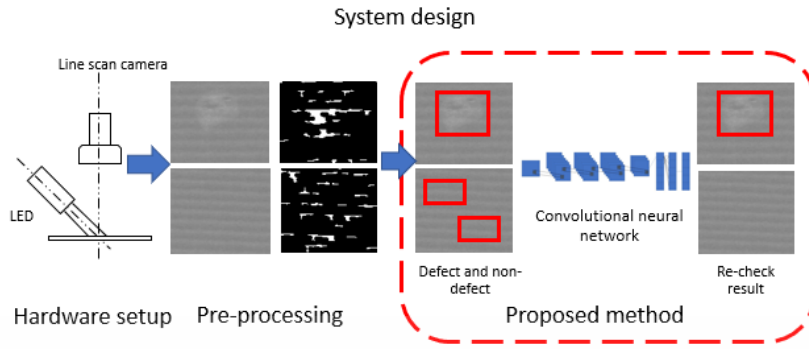 System design
Line scan camera
LED
Convolutional neural
network
Defect and non-
defect
Re-check
result
Hardware setup
Pre-processing
Proposed method